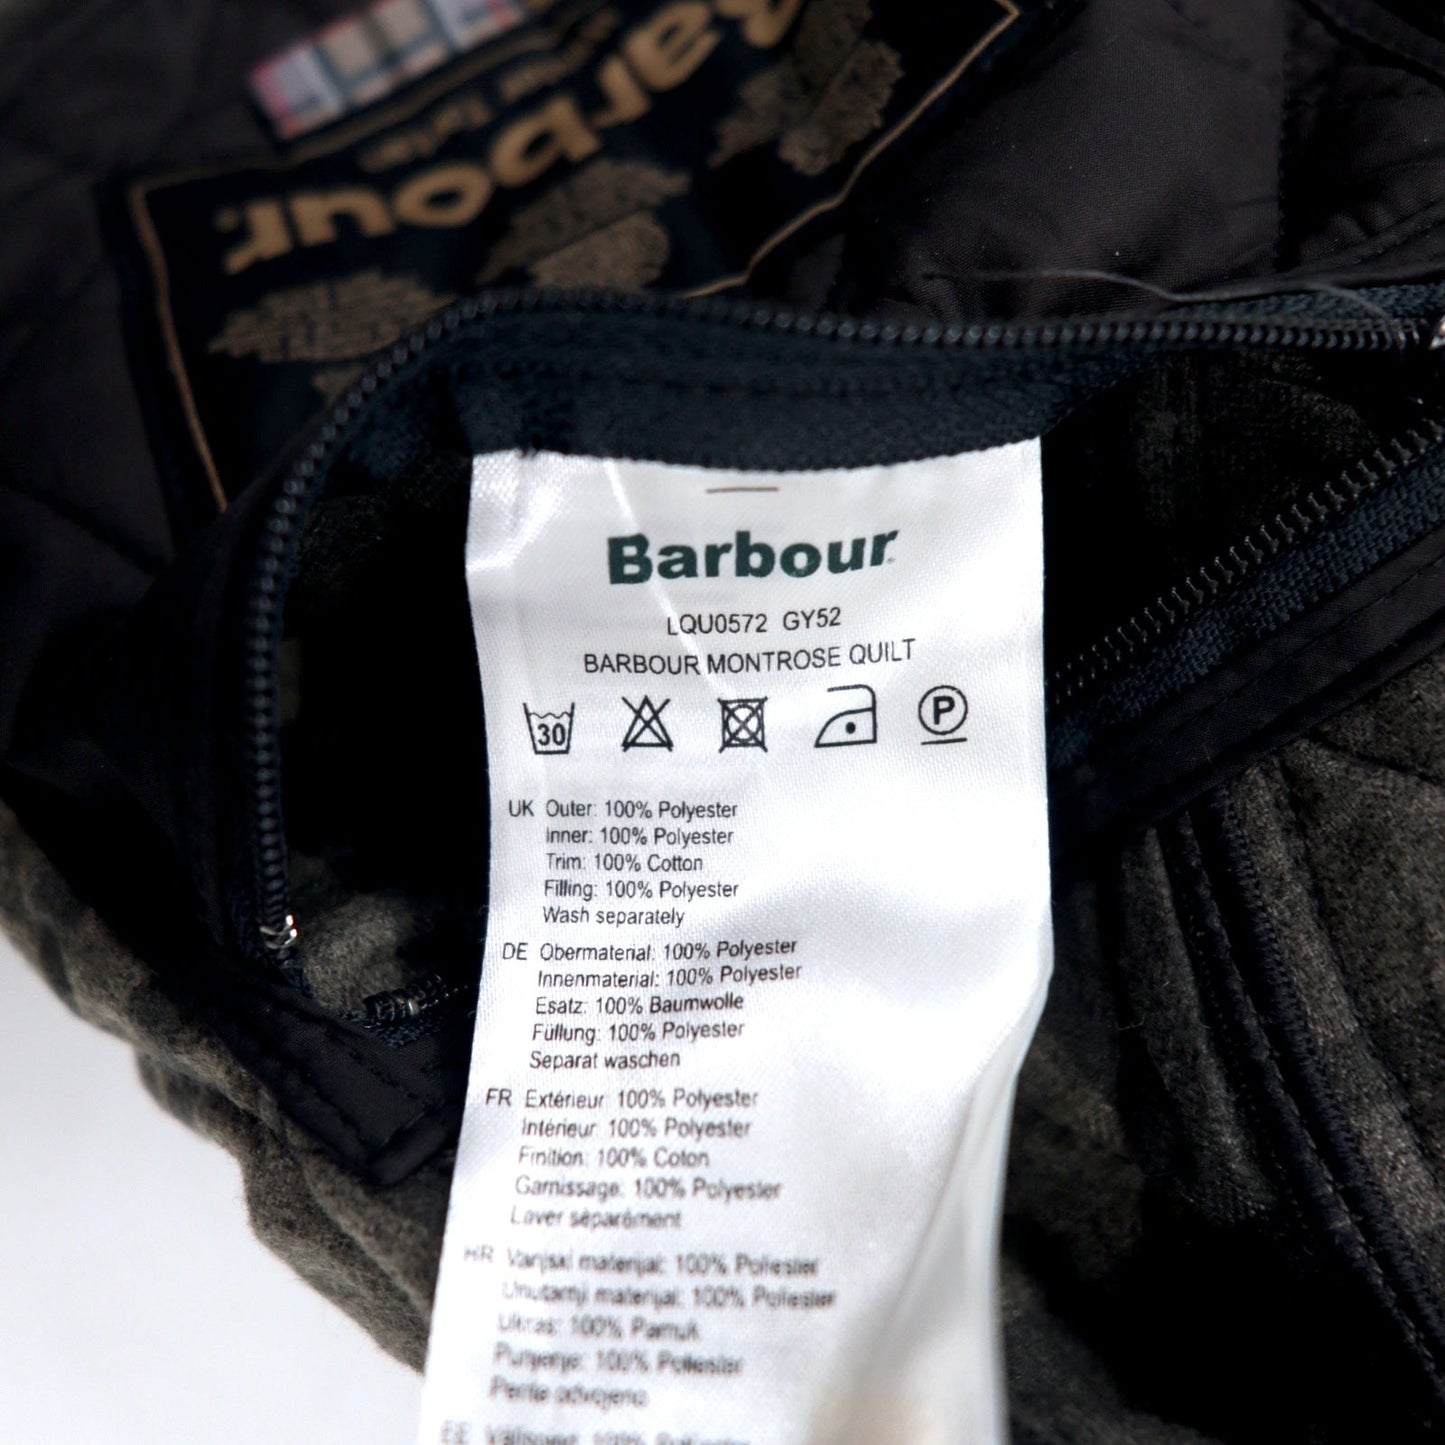 Barbour.
Barbour
LQU0572 GY52
BARBOUR MONTROSE QUILT
30
P
UK Outer: 100% Polyester
Inner: 100% Polyester
Trim: 100% Cotton
Filling: 100% Polyester
Wash separately
DE Obermaterial: 100% Polyester
Innenmaterial: 100% Polyester
Esatz: 100% Baumwolle
Füllung: 100% Polyester
Separat waschen
FR Extérieur: 100% Polyester
Intérieur: 100% Polyester
Finition: 100% Coton
Garnissage: 100% Polyester
Laver séparément
HR Vanjski materijal: 100% Poliester
Unutarnji materijal: 100% Poliester
Ukras: 100% Pamuk
Punjenje: 100% Poliester
Perite odvojeno
EE